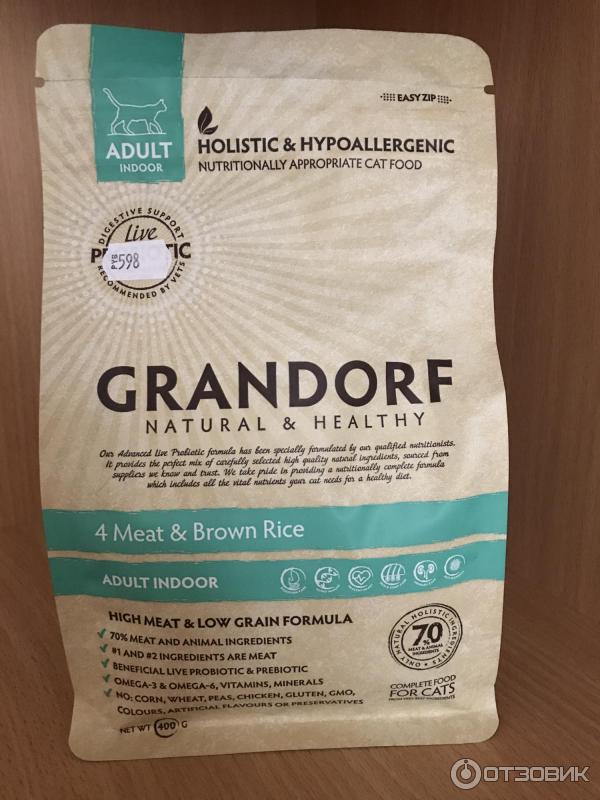 ADULT
INDOOR
EASY ZIP
HOLISTIC & HYPOALLERGENIC
NUTRITIONALLY APPROPRIATE CAT FOOD
DIGESTIVE SUPPORT
Live
РУБ 598
RECOMMENDED BY VETS
GRANDORF
NATURAL & HEALTHY
Our Advanced live Probiotic formula has been specially formulated by our qualified nutritionists.
It provides the perfect mix of carefully selected high quality natural ingredients, sourced from
suppliers we know and trust. We take pride in providing a nutritionally complete formula
which includes all the vital nutrients your cat needs for a healthy diet.
4 Meat & Brown Rice
ADULT INDOOR
HIGH MEAT & LOW GRAIN FORMULA
70% MEAT AND ANIMAL INGREDIENTS
#1 AND #2 INGREDIENTS ARE MEAT
BENEFICIAL LIVE PROBIOTIC & PREBIOTIC
OMEGA-3 & OMEGA-6, VITAMINS, MINERALS
NO: CORN, WHEAT, PEAS, CHICKEN, GLUTEN, GMO,
COLOURS, ARTIFICIAL FLAVOURS OR PRESERVATIVES
NET WT 400 G
ONLY NATURAL HOLISTIC INGREDIENTS
70%
MEAT & ANIMAL
INGREDIENTS
COMPLETE FOOD
FOR CATS
ОТЗОВИК